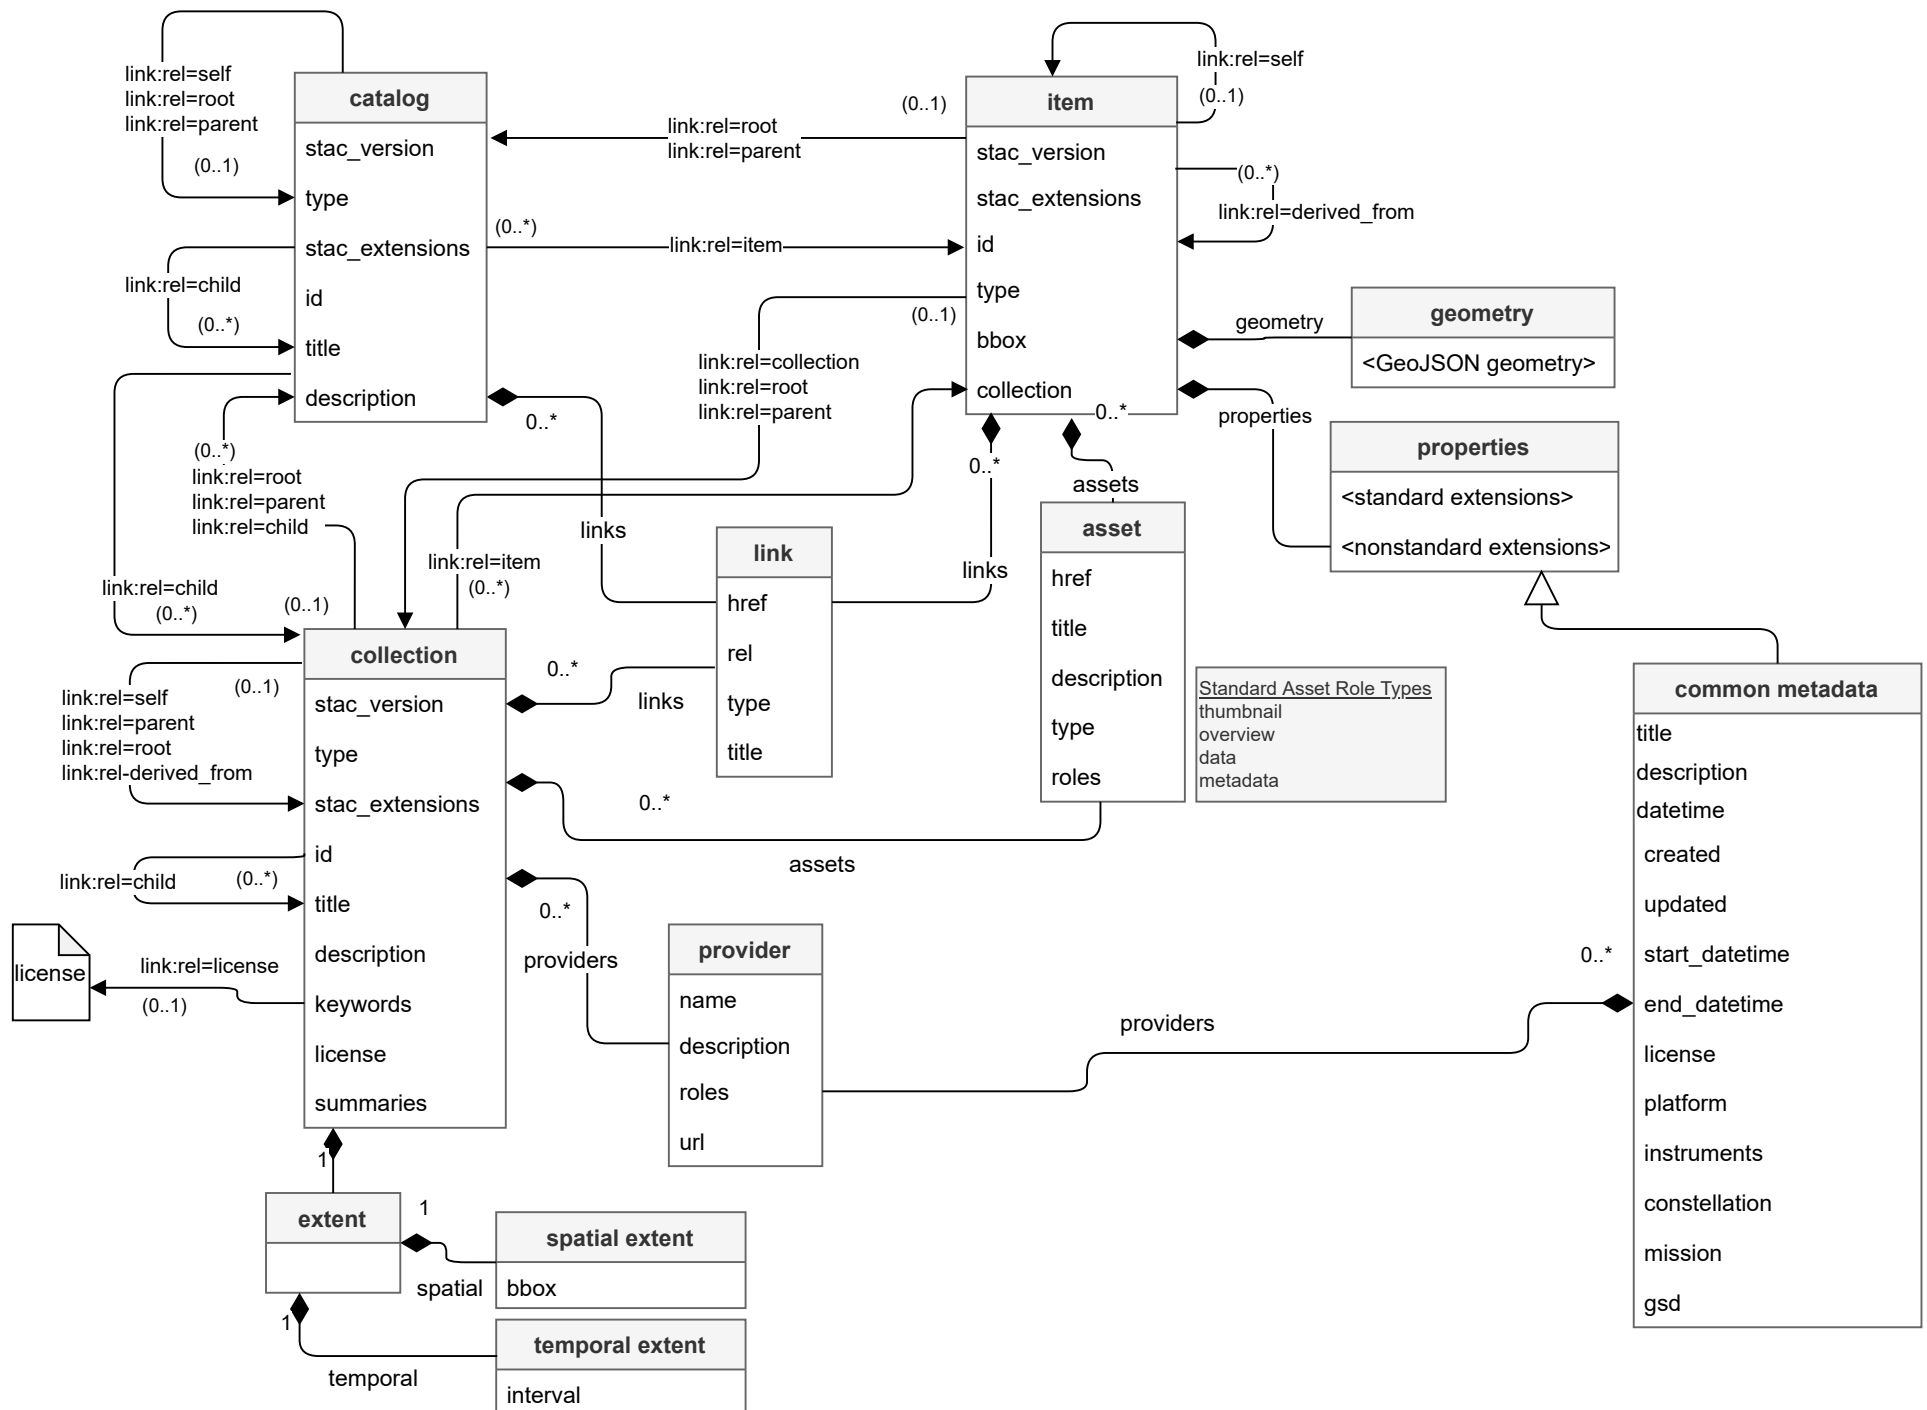 link:rel=self
link:rel=root
link:rel=parent
(0..1)
catalog
stac_version
type
stac_extensions
id
title
description
link:rel=child
(0..*)
link:rel=root
link:rel=parent
(0..1)
(0..*)
link:rel=item
item
stac_version
stac_extensions
id
type
bbox
collection
link:rel=self
(0..1)
(0..*)
link:rel=derived_from
(0..1)
link:rel=collection
link:rel=root
link:rel=parent
geometry
geometry
<GeoJSON geometry>
properties
properties
<standard extensions>
<nonstandard extensions>
0..*
0..*
0..*
(0..*)
link:rel=root
link:rel=parent
link:rel=child
links
link:rel=item
(0..*)
link:rel=child
(0..*)
(0..1)
link
href
rel
type
title
links
assets
asset
href
title
description
type
roles
Standard Asset Role Types
thumbnail
overview
data
metadata
common metadata
title
description
datetime
created
updated
start_datetime
end_datetime
license
platform
instruments
constellation
mission
gsd
collection
stac_version
type
stac_extensions
id
title
description
keywords
license
summaries
(0..1)
link:rel=self
link:rel=parent
link:rel=root
link:rel-derived_from
0..*
links
0..*
assets
link:rel=child
(0..*)
license
link:rel=license
(0..1)
0..*
providers
provider
name
description
roles
url
providers
0..*
1
extent
1
spatial
spatial extent
bbox
1
temporal
temporal extent
interval